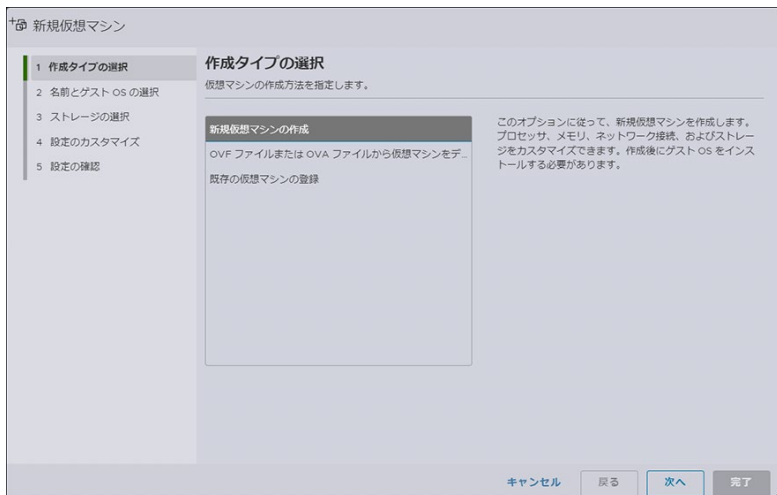 新規仮想マシン
1 作成タイプの選択
2 名前とゲスト OS の選択
3 ストレージの選択
4 設定のカスタマイズ
5 設定の確認
作成タイプの選択
仮想マシンの作成方法を指定します。
新規仮想マシンの作成
OVF ファイルまたは OVA ファイルから仮想マシンをデ...
既存の仮想マシンの登録
このオプションに従って、新規仮想マシンを作成します。
プロセッサ、メモリ、ネットワーク接続、およびストレー
ジをカスタマイズできます。作成後にゲスト OS をインス
トールする必要があります。
キャンセル
戻る
次へ
完了